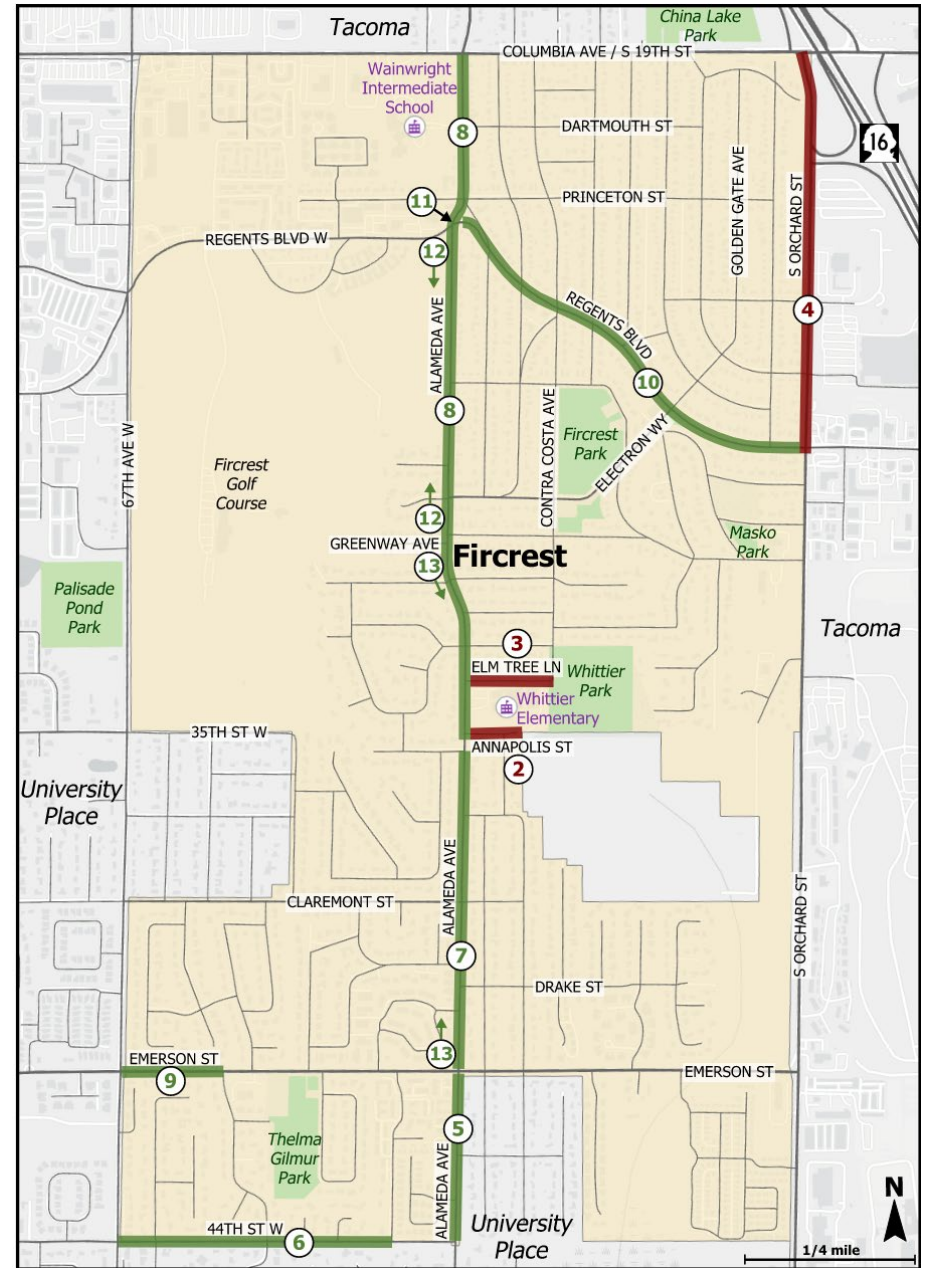 Tacoma
China Lake
Park
COLUMBIA AVE / S 19TH ST
Wainwright
Intermediate
School
8
DARTMOUTH ST
16
11
PRINCETON ST
GOLDEN GATE AVE
S ORCHARD ST
REGENTS BLVD W
12
ALAMEDA AVE
REGENTS BLVD
4
10
8
CONTRA COSTA AVE
Fircrest
Park
ELECTRON WY
67TH AVE W
Fircrest
Golf
Course
12
GREENWAY AVE
13
Fircrest
Masko
Park
Palisade
Pond
Park
Tacoma
3
ELM TREE LN
Whittier
Park
Whittier
Elementary
35TH ST W
ANNAPOLIS ST
2
University
Place
ALAMEDA AVE
CLAREMONT ST
S ORCHARD ST
7
DRAKE ST
13
EMERSON ST
9
EMERSON ST
5
Thelma
Gilmur
Park
ALAMEDA AVE
44TH ST W
6
University
Place
N
1/4 mile